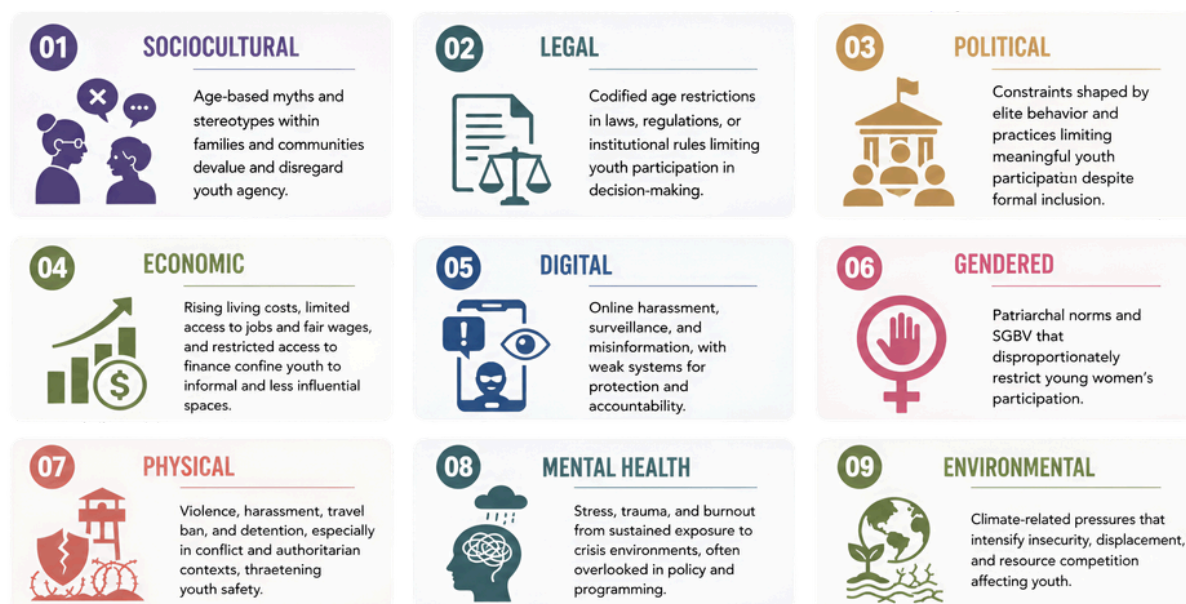 01
SOCIOCULTURAL
Age-based myths and
stereotypes within
families and communities
devalue and disregard
youth agency.
02
LEGAL
Codified age restrictions
in laws, regulations, or
institutional rules limiting
youth participation in
decision-making.
03
POLITICAL
Constraints shaped by
elite behavior and
practices limiting
meaningful youth
participation despite
formal inclusion.
04
ECONOMIC
Rising living costs, limited
access to jobs and fair wages,
and restricted access to
finance confine youth to
informal and less influential
spaces.
$
05
DIGITAL
Online harassment,
surveillance, and
misinformation, with
weak systems for
protection and
accountability.
!
06
GENDERED
Patriarchal norms and
SGBV that
disproportionately
restrict young women's
participation.
07
PHYSICAL
Violence, harassment, travel
ban, and detention, especially
in conflict and authoritarian
contexts, thraetening
youth safety.
08
MENTAL HEALTH
Stress, trauma, and burnout
from sustained exposure to
crisis environments, often
overlooked in policy and
programming.
09
ENVIRONMENTAL
Climate-related pressures that
intensify insecurity, displacement,
and resource competition
affecting youth.